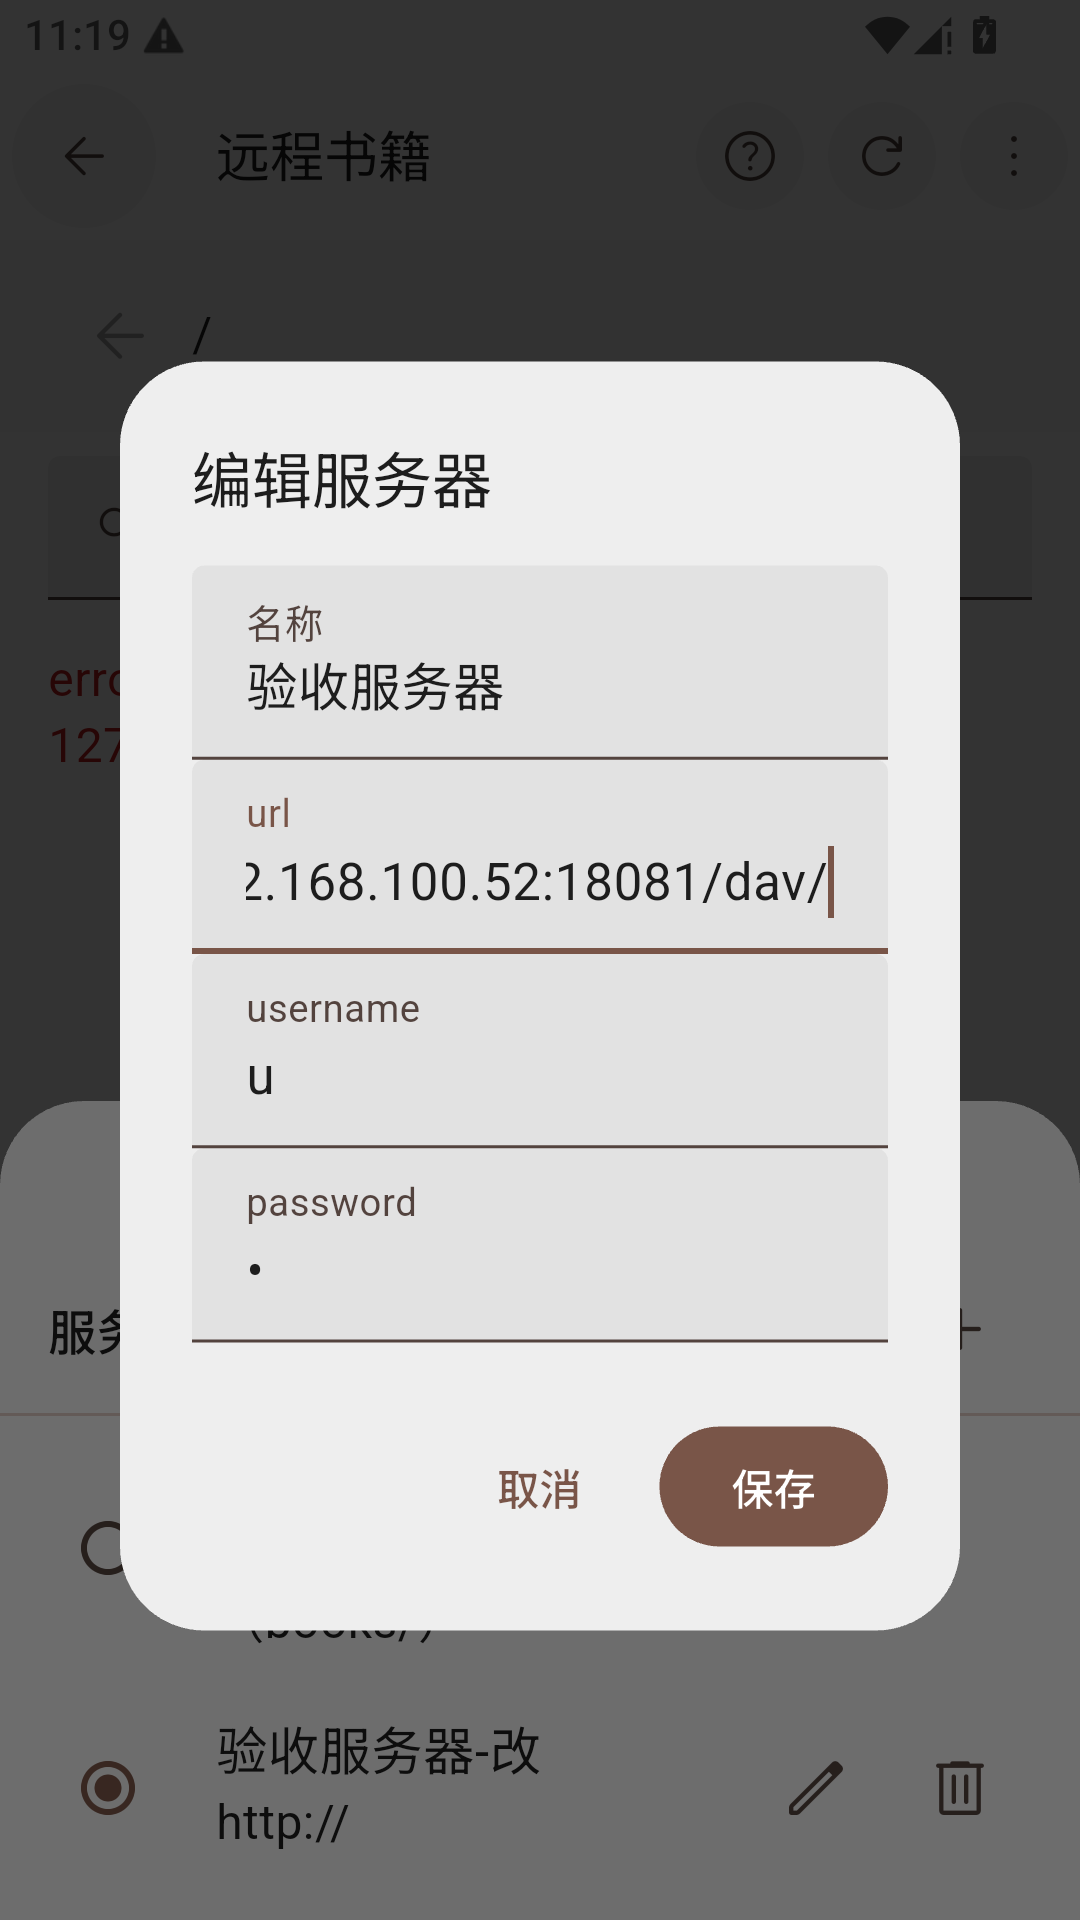 11:19
远程书籍
/
编辑服务器
名称
验收服务器
url
2.168.100.52:18081/dav/
username
u
password
•
取消
保存
验收服务器-改
http://